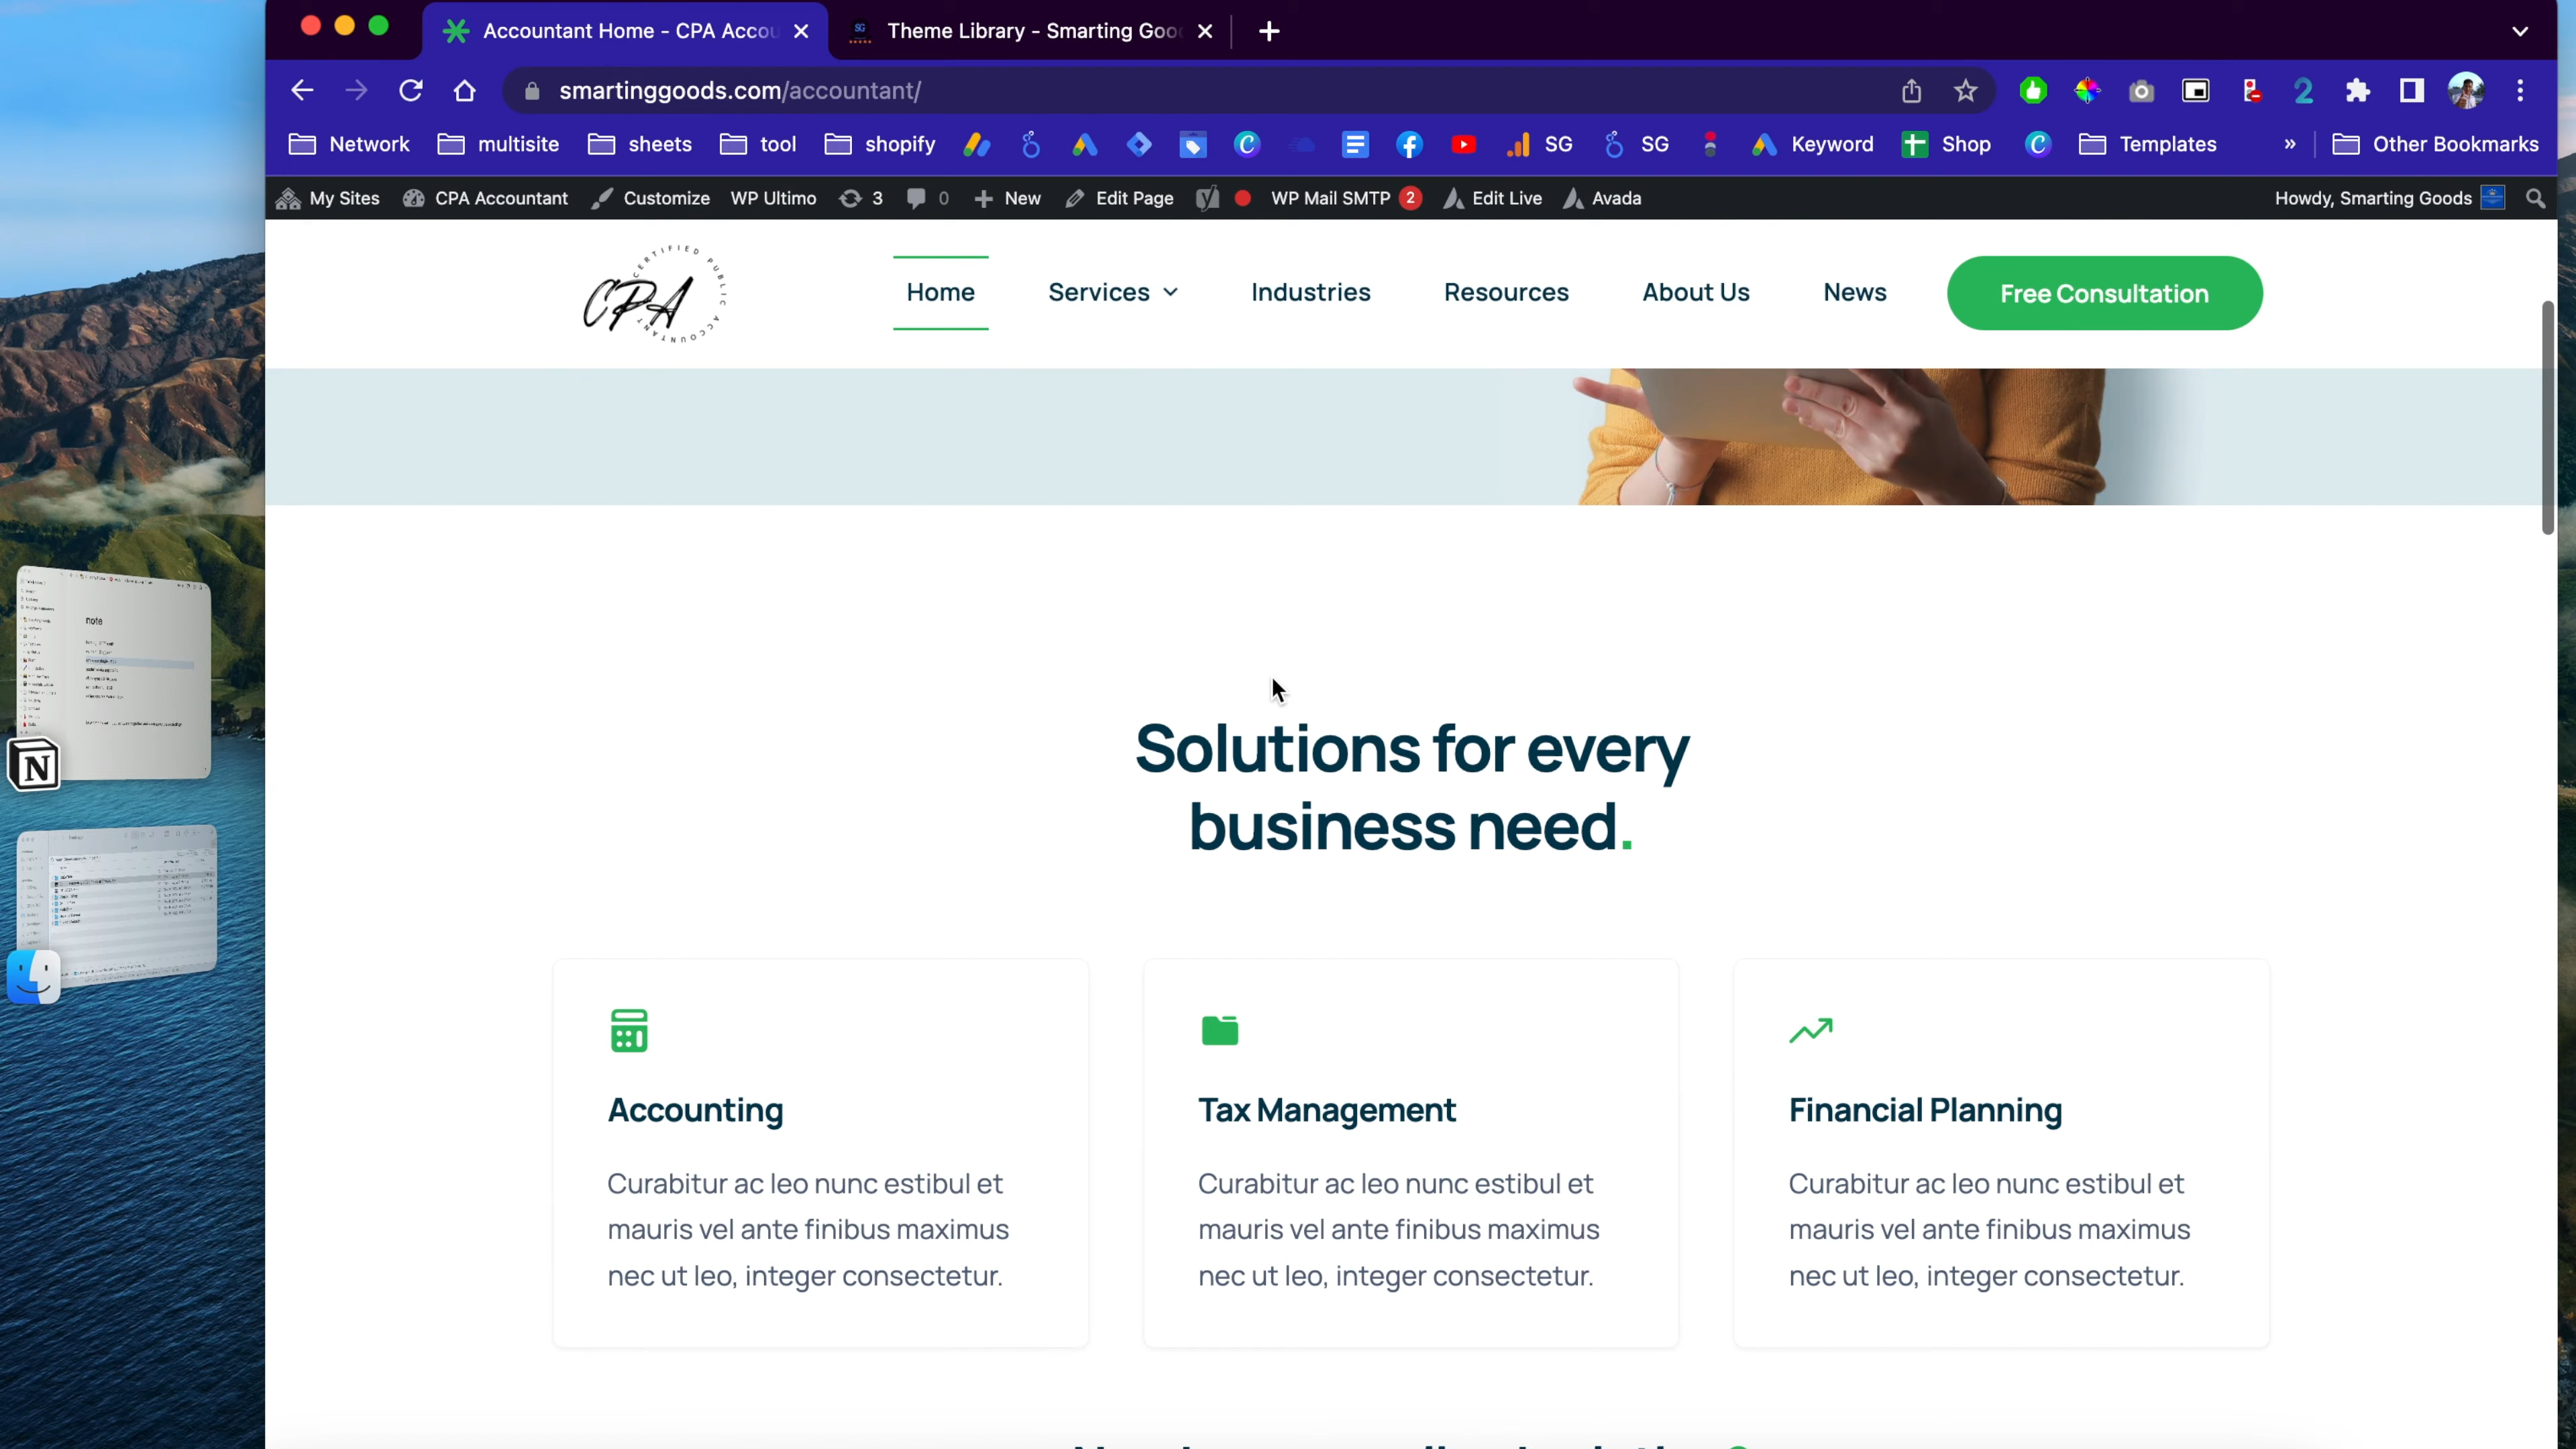 Accountant Home - CPA Accou
Theme Library - Smarting Goo
smartinggoods.com/accountant/
Network
multisite
sheets
tool
shopify
SG
SG
Keyword
Shop
Templates
»
Other Bookmarks
My Sites
CPA Accountant
Customize
WP Ultimo
3
0
New
Edit Page
WP Mail SMTP 2
Edit Live
Avada
Howdy, Smarting Goods
CERTIFIED PUBLIC ACCOUNTANT
CPA
Home
Services
Industries
Resources
About Us
News
Free Consultation
note
Solutions for every
business need.
Accounting
Curabitur ac leo nunc estibul et
mauris vel ante finibus maximus
nec ut leo, integer consectetur.
Tax Management
Curabitur ac leo nunc estibul et
mauris vel ante finibus maximus
nec ut leo, integer consectetur.
Financial Planning
Curabitur ac leo nunc estibul et
mauris vel ante finibus maximus
nec ut leo, integer consectetur.